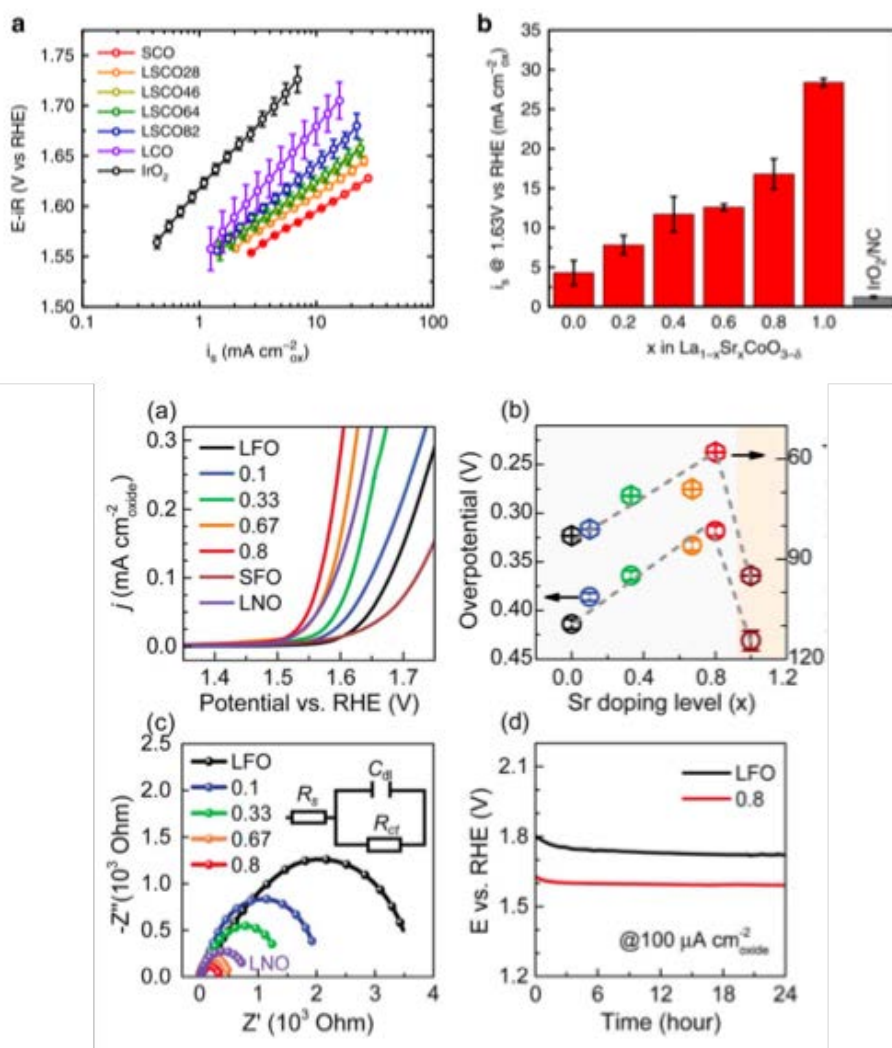 a
1.75
1.70
1.65
1.60
1.55
1.50
E-iR (V vs RHE)
SCO
LSCO28
LSCO46
LSCO64
LSCO82
LCO
IrO₂
0.1
1
10
100
iₛ (mA cm⁻²ₒₓ)
b
35
30
25
20
15
10
5
0
iₛ @ 1.63V vs RHE (mA cm⁻²ₒₓ)
IrO₂/NC
0.0 0.2 0.4 0.6 0.8 1.0
x in La₁₋ₓSrₓCoO₃₋δ
(a)
0.3
0.2
0.1
0.0
j (mA cm⁻²oxide)
LFO
0.1
0.33
0.67
0.8
SFO
LNO
1.4 1.5 1.6 1.7
Potential vs. RHE (V)
(b)
0.25
0.30
0.35
0.40
0.45
Overpotential (V)
60
90
120
0.0 0.4 0.8 1.2
Sr doping level (x)
(c)
2.5
2.0
1.5
1.0
0.5
0.0
-Z''(10³ Ohm)
LFO
0.1
0.33
0.67
0.8
Rₛ
C_dl
R_ct
LNO
0 1 2 3 4
Z' (10³ Ohm)
(d)
2.1
1.8
1.5
1.2
E vs. RHE (V)
LFO
0.8
@100 μA cm⁻²oxide
0 6 12 18 24
Time (hour)